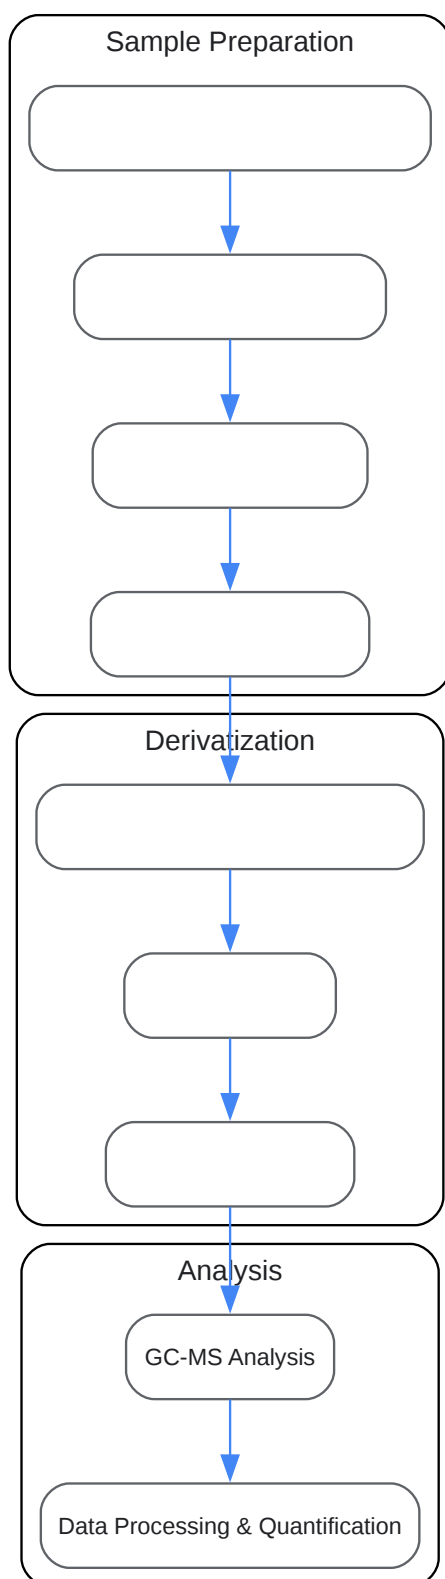 Sample Preparation
Derivatization
Analysis
GC-MS Analysis
Data Processing & Quantification